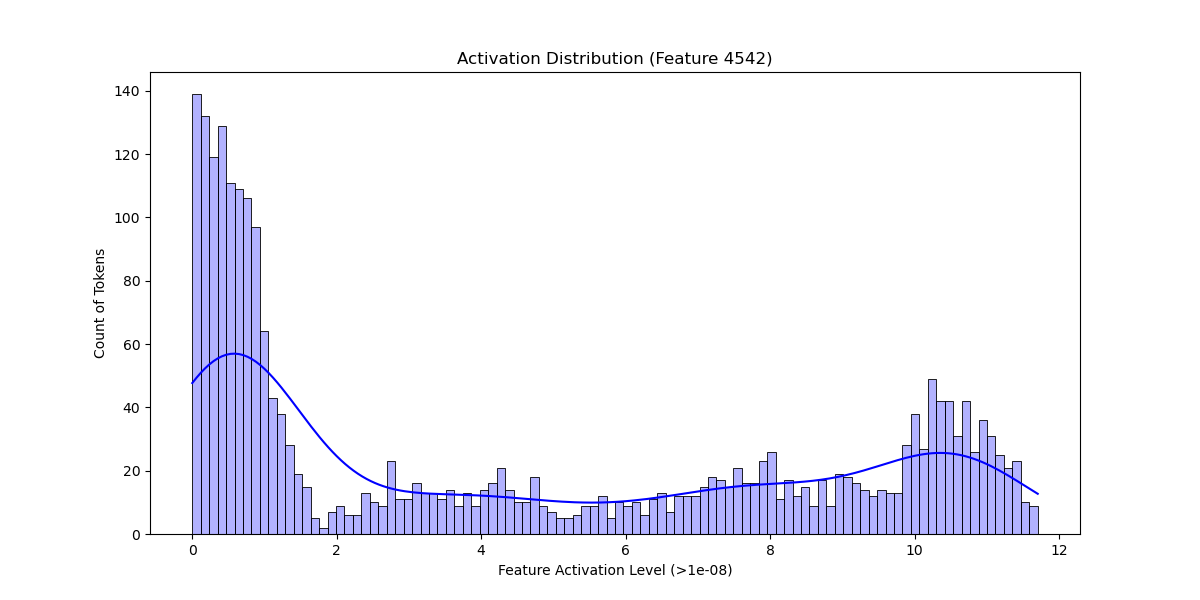 Activation Distribution (Feature 4542)
Count of Tokens
140
120
100
80
60
40
20
0
0 2 4 6 8 10 12
Feature Activation Level (>1e-08)